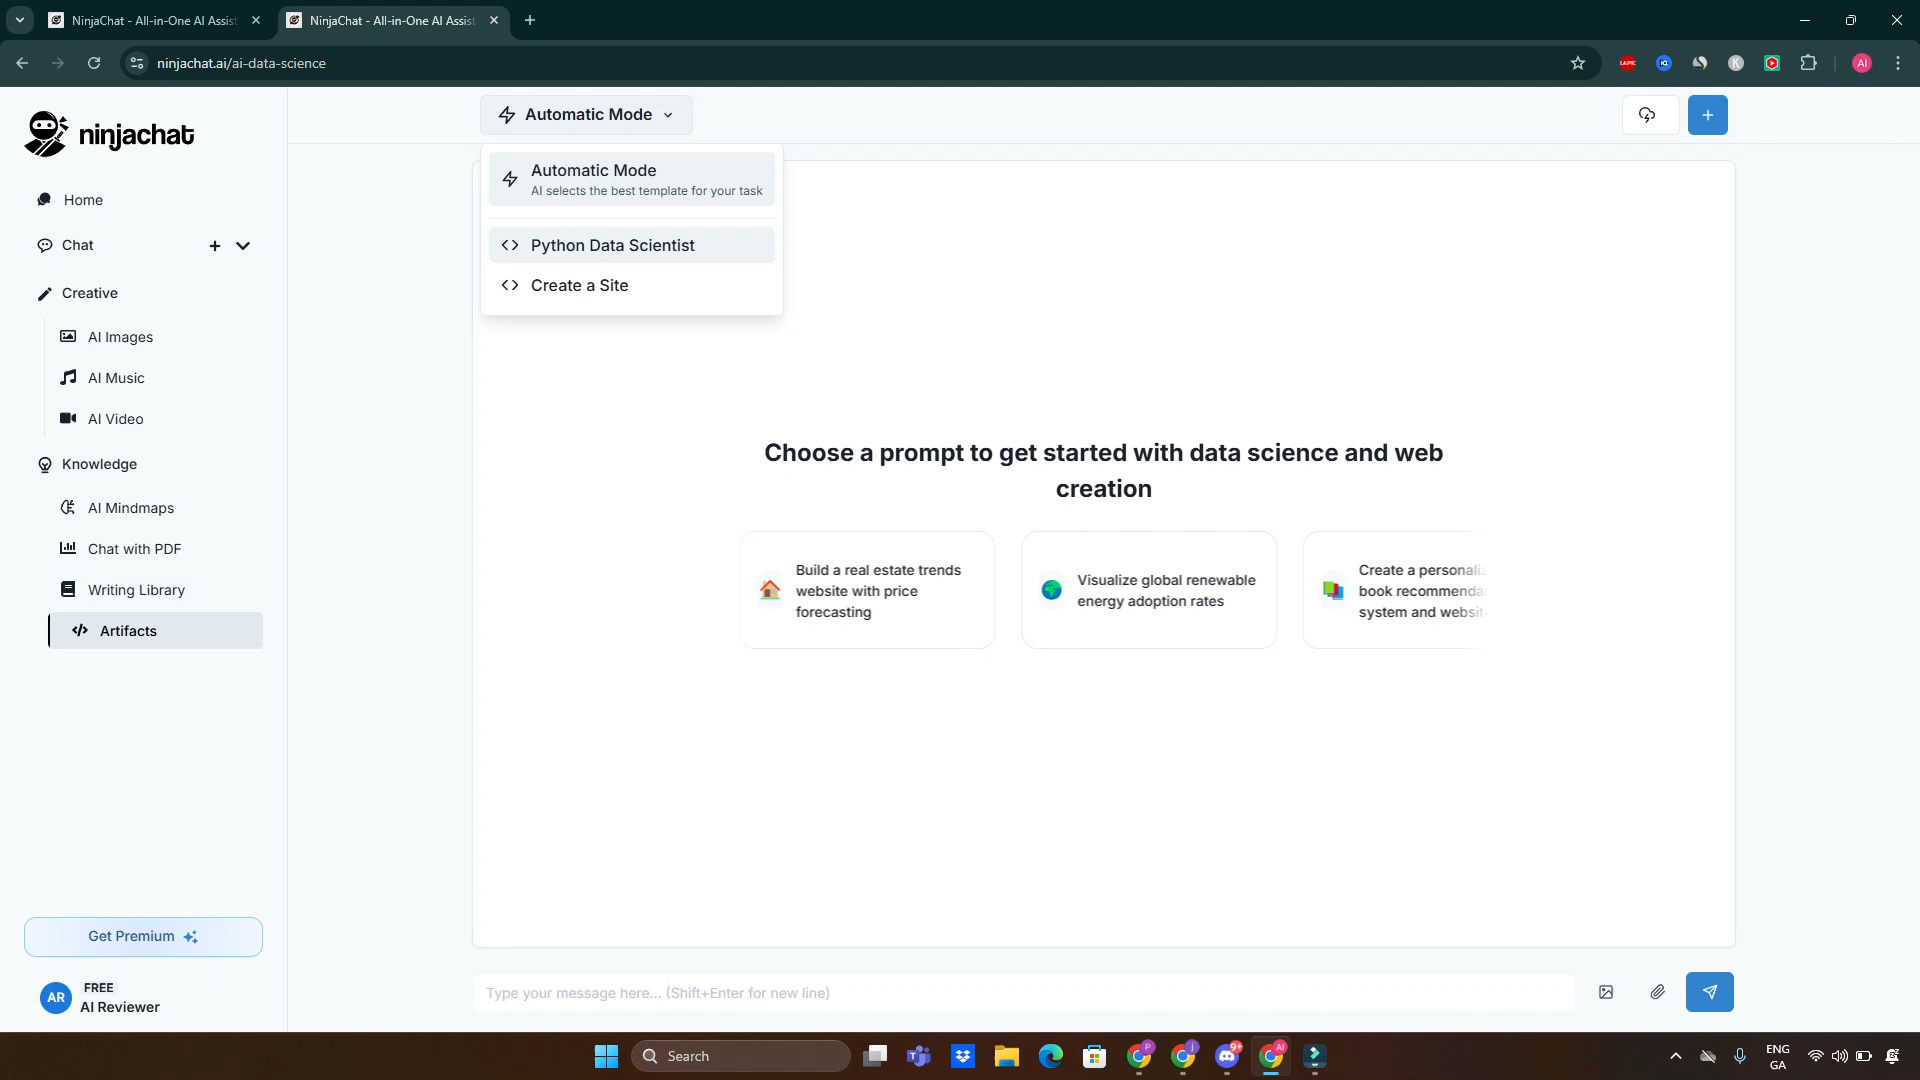 NinjaChat - All-in-One AI Assist
NinjaChat - All-in-One AI Assist
ninjachat.ai/ai-data-science
AI
ninjachat
Home
Chat
Creative
AI Images
AI Music
AI Video
Knowledge
AI Mindmaps
Chat with PDF
Writing Library
Artifacts
Get Premium
AR
FREE
AI Reviewer
Automatic Mode
Automatic Mode
AI selects the best template for your task
Python Data Scientist
Create a Site
Choose a prompt to get started with data science and web
creation
Build a real estate trends
website with price
forecasting
Visualize global renewable
energy adoption rates
Create a personaliz
book recommenda
system and websit
Type your message here... (Shift+Enter for new line)
Search
P
j
9+
AI
ENG
GA